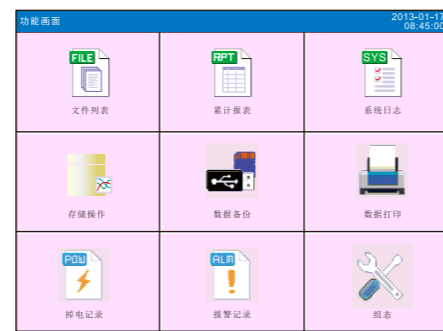 功能画面
2013-01-17
08:45:00
FILE
RPT
SYS
文件列表
累计报表
系统日志
存储操作
数据备份
数据打印
POW
ALM
掉电记录
报警记录
组态